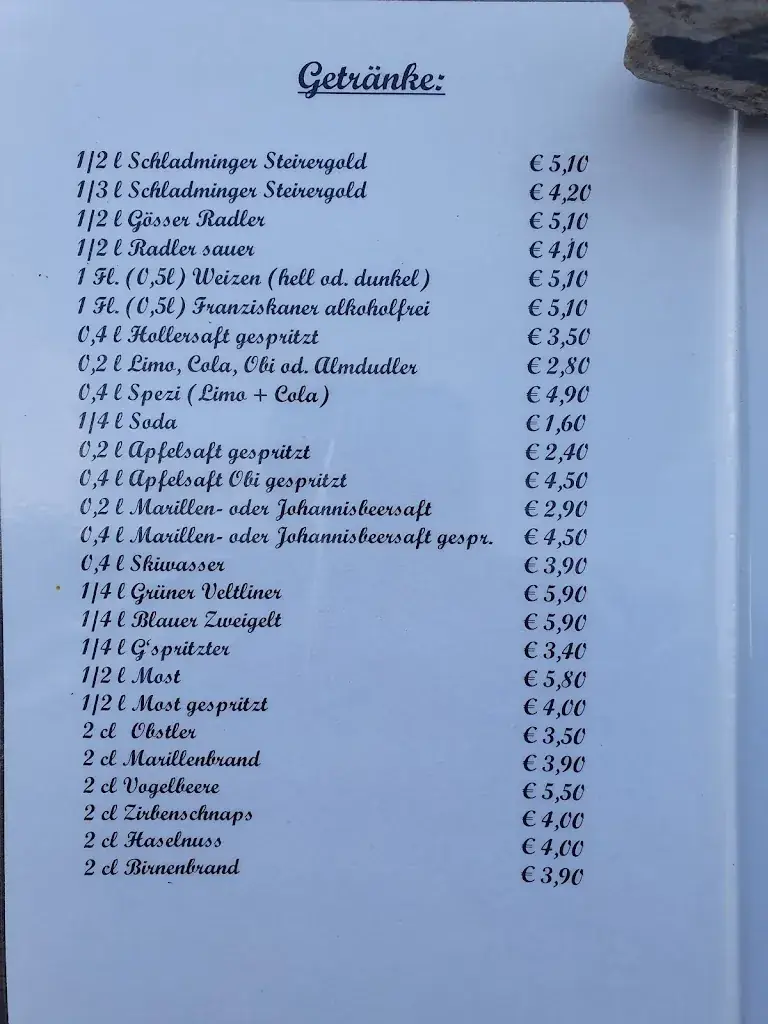 Getränke:
1/2 l Schladminger Steirergold € 5,10
1/3 l Schladminger Steirergold € 4,20
1/2 l Gösser Radler € 5,10
1/2 l Radler sauer € 4,10
1 Fl. (0,5l) Weizen (hell od. dunkel) € 5,10
1 Fl. (0,5l) Franziskaner alkoholfrei € 5,10
0,4 l Hollersaft gespritzt € 3,50
0,2 l Limo, Cola, Obi od. Almdudler € 2,80
0,4 l Spezi (Limo + Cola) € 4,90
1/4 l Soda € 1,60
0,2 l Apfelsaft gespritzt € 2,40
0,4 l Apfelsaft Obi gespritzt € 4,50
0,2 l Marillen- oder Johannisbeersaft € 2,90
0,4 l Marillen- oder Johannisbeersaft gespr. € 4,50
0,4 l Skiwasser € 3,90
1/4 l Grüner Veltliner € 5,90
1/4 l Blauer Zweigelt € 5,90
1/4 l G'spritzter € 3,40
1/2 l Most € 5,80
1/2 l Most gespritzt € 4,00
2 cl Obstler € 3,50
2 cl Marillenbrand € 3,90
2 cl Vogelbeere € 5,50
2 cl Zirbenschnaps € 4,00
2 cl Haselnuss € 4,00
2 cl Birnenbrand € 3,90